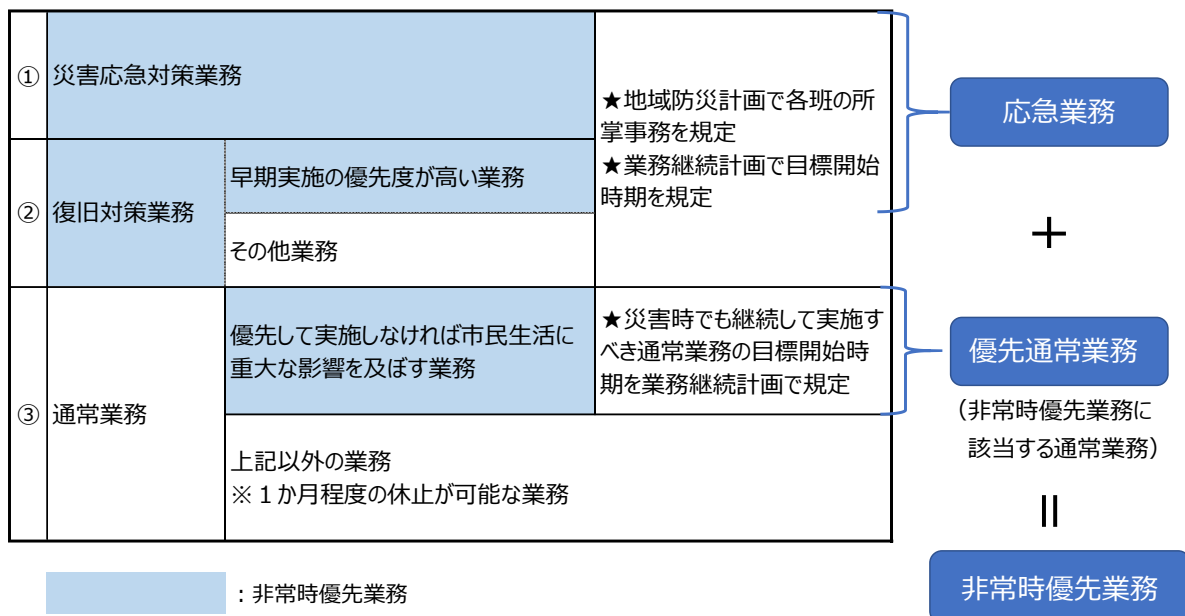 ① 災害応急対策業務
★地域防災計画で各班の所
掌事務を規定
★業務継続計画で目標開始
時期を規定
応急業務
② 復旧対策業務
早期実施の優先度が高い業務
その他業務
＋
③ 通常業務
優先して実施しなければ市民生活に
重大な影響を及ぼす業務
★災害時でも継続して実施す
べき通常業務の目標開始時
期を業務継続計画で規定
優先通常業務
（非常時優先業務に
該当する通常業務）
上記以外の業務
※１か月程度の休止が可能な業務
＝
非常時優先業務
：非常時優先業務